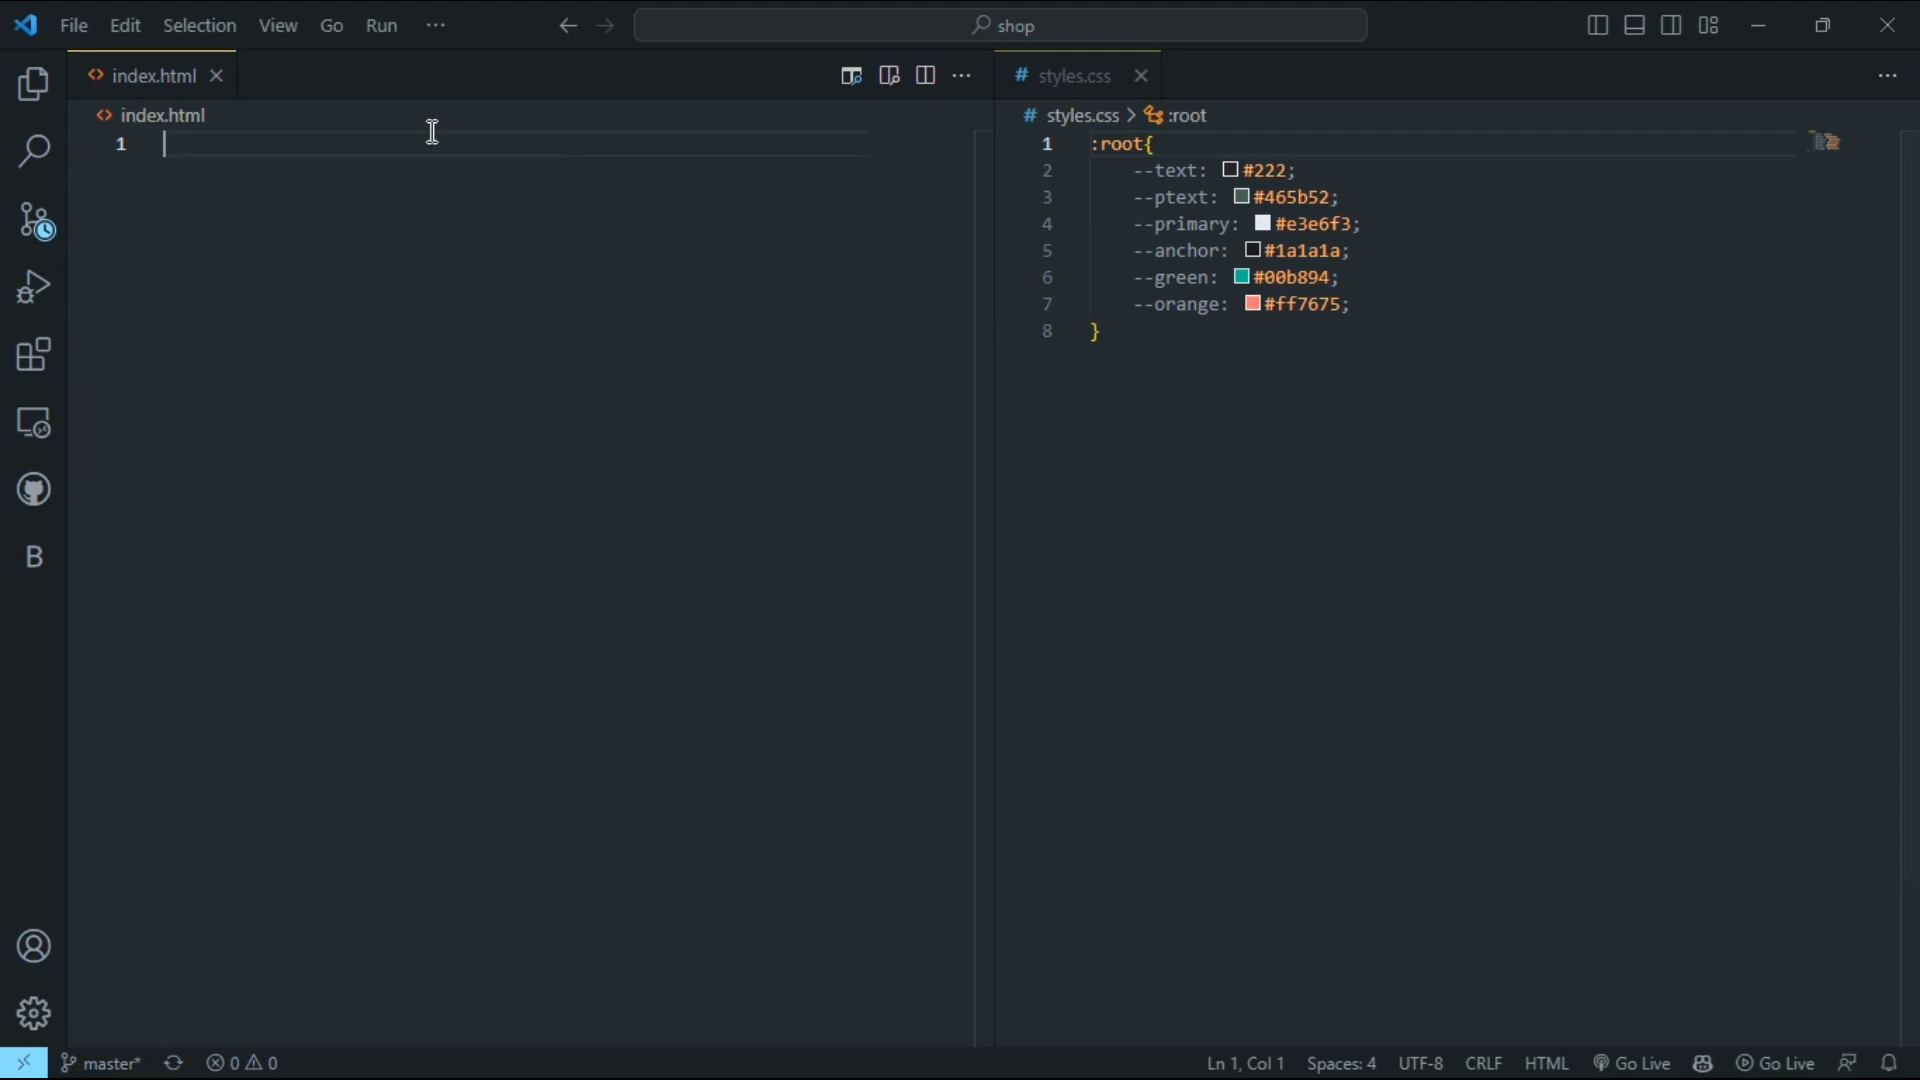 File Edit Selection View Go Run ··· shop
index.html
styles.css
index.html
1
# styles.css > :root
1 :root{
2 --text: #222;
3 --ptext: #465b52;
4 --primary: #e3e6f3;
5 --anchor: #1a1a1a;
6 --green: #00b894;
7 --orange: #ff7675;
8 }
B
master* 0 0 Ln 1, Col 1 Spaces: 4 UTF-8 CRLF HTML Go Live Go Live